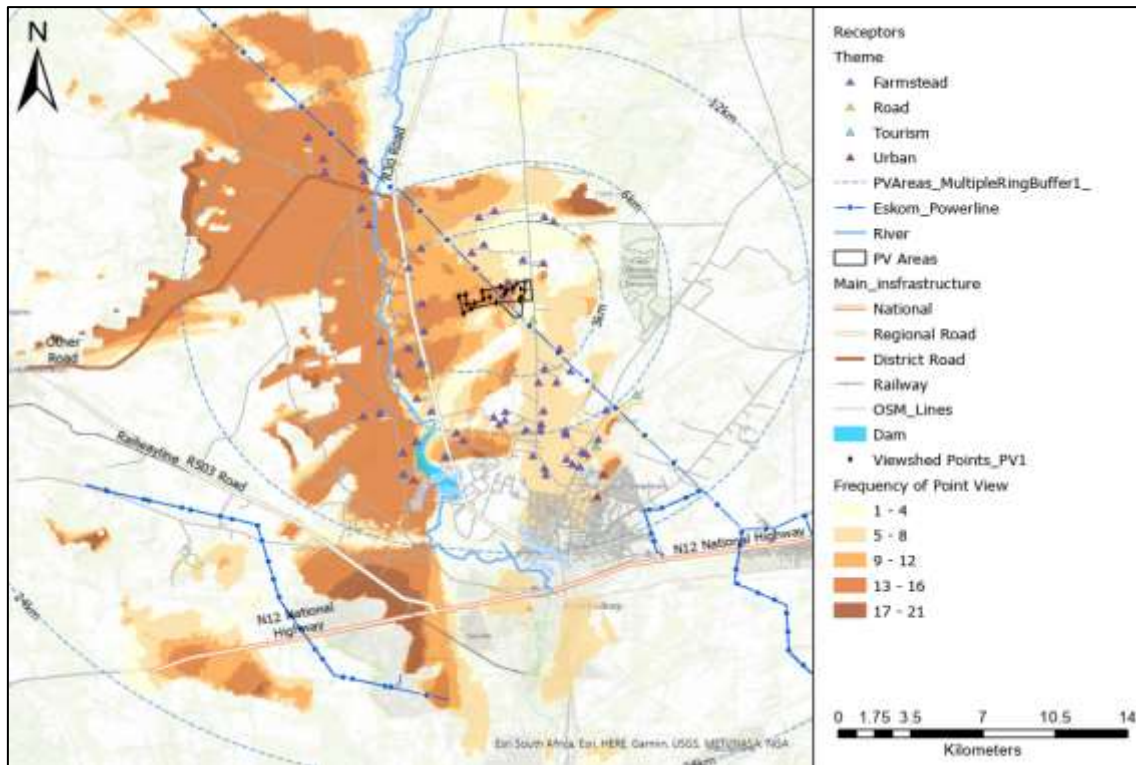 N
12km
6km
R30 Road
3km
Other
Road
Railwayline
R503 Road
N12 National Highway
N12 National
Highway
24km
Esri South Africa, Esri, HERE, Garmin, USGS, METI/NASA, NGA
Receptors
Theme
Farmstead
Road
Tourism
Urban
PVAreas_MultipleRingBuffer1_
Eskom_Powerline
River
PV Areas
Main_insfrastructure
National
Regional Road
District Road
Railway
OSM_Lines
Dam
Viewshed Points_PV1
Frequency of Point View
1 - 4
5 - 8
9 - 12
13 - 16
17 - 21
0 1.75 3.5 7 10.5 14
Kilometers